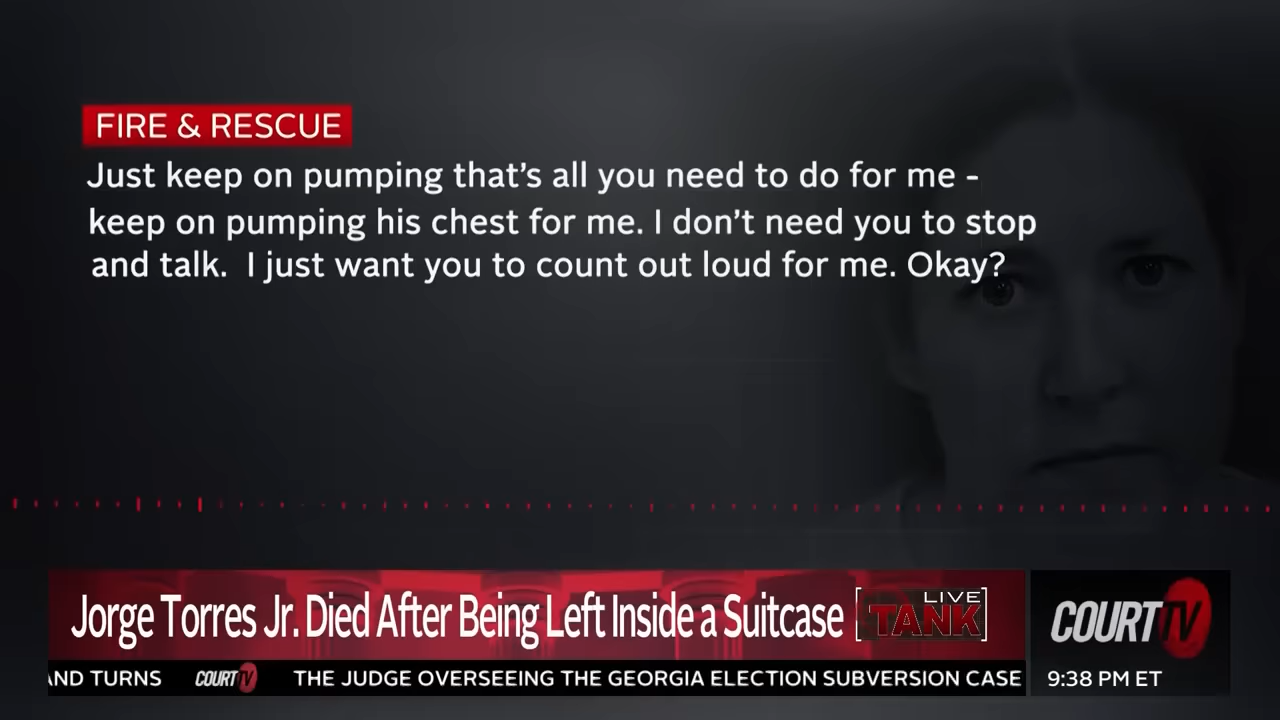 FIRE & RESCUE
Just keep on pumping that's all you need to do for me -
keep on pumping his chest for me. I don't need you to stop
and talk.  I just want you to count out loud for me. Okay?
Jorge Torres Jr. Died After Being Left Inside a Suitcase
LIVE
TANK
COURT TV
AND TURNS COURT TV THE JUDGE OVERSEEING THE GEORGIA ELECTION SUBVERSION CASE
9:38 PM ET